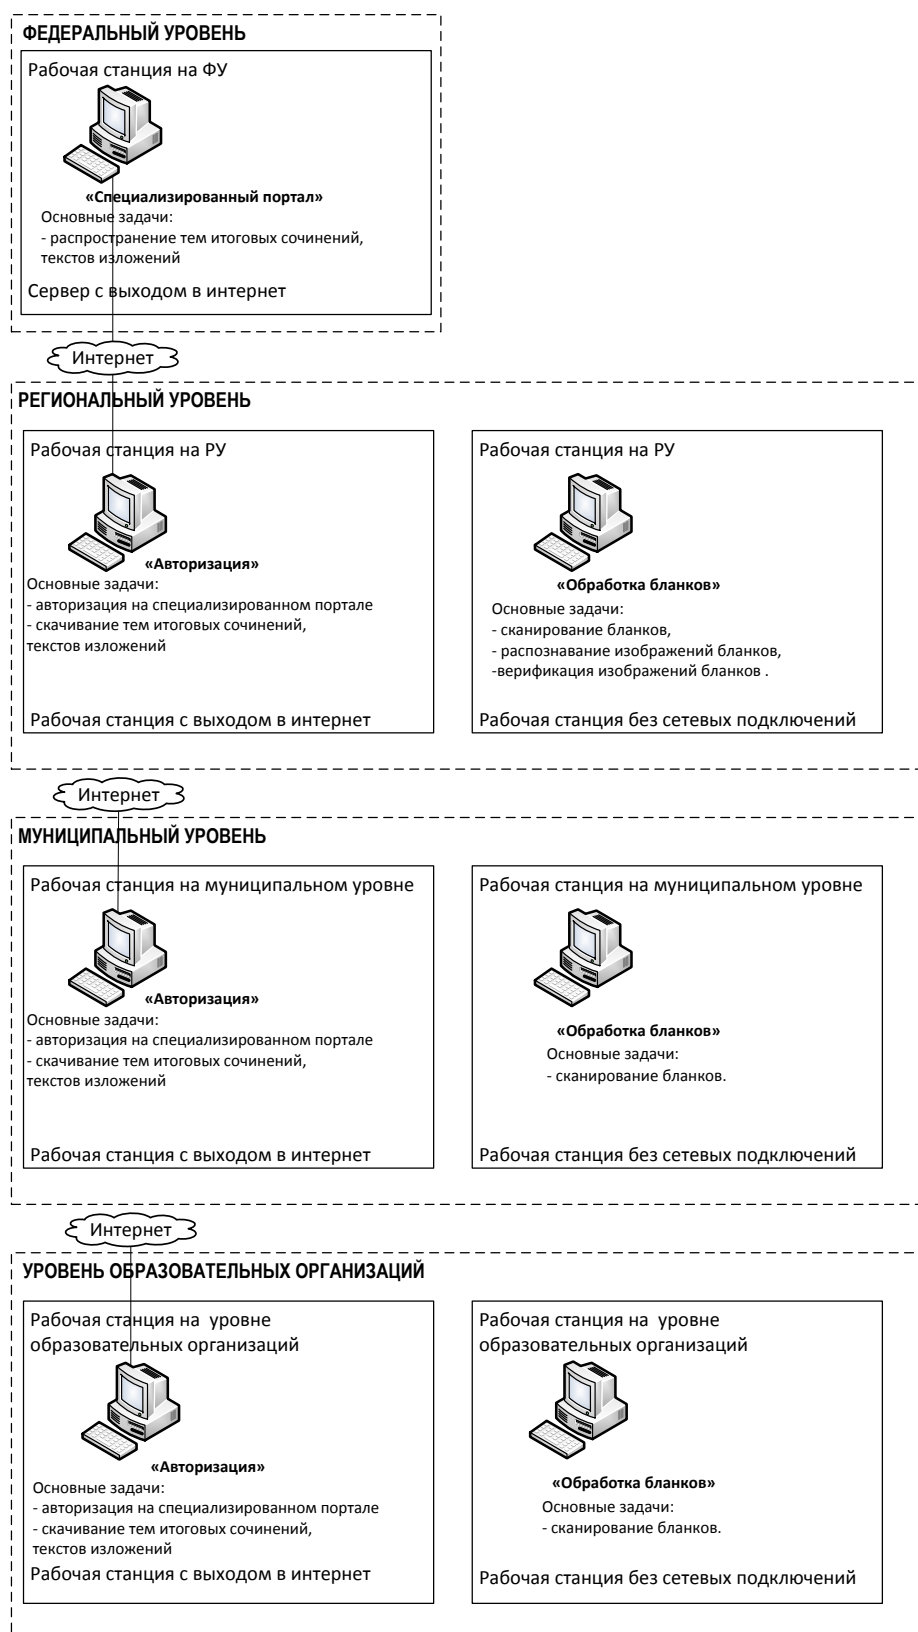 ФЕДЕРАЛЬНЫЙ УРОВЕНЬ
Рабочая станция на ФУ
«Специализированный портал»
Основные задачи:
- распространение тем итоговых сочинений,
текстов изложений
Сервер с выходом в интернет
Интернет
РЕГИОНАЛЬНЫЙ УРОВЕНЬ
Рабочая станция на РУ
«Авторизация»
Основные задачи:
- авторизация на специализированном портале
- скачивание тем итоговых сочинений,
текстов изложений
Рабочая станция с выходом в интернет
Рабочая станция на РУ
«Обработка бланков»
Основные задачи:
- сканирование бланков,
- распознавание изображений бланков,
-верификация изображений бланков .
Рабочая станция без сетевых подключений
Интернет
МУНИЦИПАЛЬНЫЙ УРОВЕНЬ
Рабочая станция на муниципальном уровне
«Авторизация»
Основные задачи:
- авторизация на специализированном портале
- скачивание тем итоговых сочинений,
текстов изложений
Рабочая станция с выходом в интернет
Рабочая станция на муниципальном уровне
«Обработка бланков»
Основные задачи:
- сканирование бланков.
Рабочая станция без сетевых подключений
Интернет
УРОВЕНЬ ОБРАЗОВАТЕЛЬНЫХ ОРГАНИЗАЦИЙ
Рабочая станция на уровне
образовательных организаций
«Авторизация»
Основные задачи:
- авторизация на специализированном портале
- скачивание тем итоговых сочинений,
текстов изложений
Рабочая станция с выходом в интернет
Рабочая станция на уровне
образовательных организаций
«Обработка бланков»
Основные задачи:
- сканирование бланков.
Рабочая станция без сетевых подключений